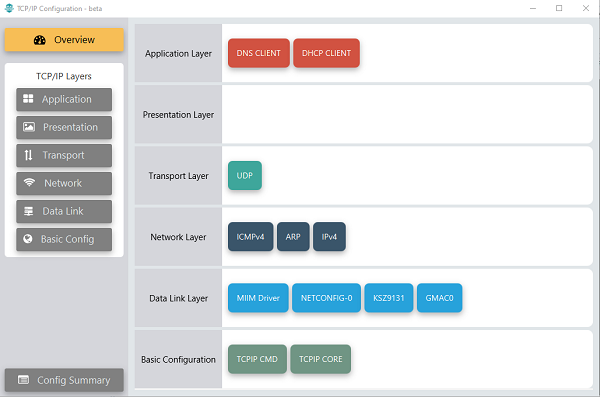 TCP/IP Configuration - beta
Overview
TCP/IP Layers
Application
Presentation
Transport
Network
Data Link
Basic Config
Config Summary
Application Layer
DNS CLIENT
DHCP CLIENT
Presentation Layer
Transport Layer
UDP
Network Layer
ICMPv4
ARP
IPv4
Data Link Layer
MIIM Driver
NETCONFIG-0
KSZ9131
GMAC0
Basic Configuration
TCPIP CMD
TCPIP CORE